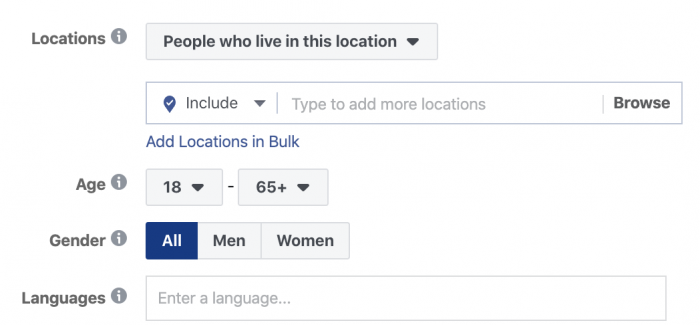 Locations People who live in this location
Include Type to add more locations Browse
Add Locations in Bulk
Age 18 - 65+
Gender All Men Women
Languages Enter a language...